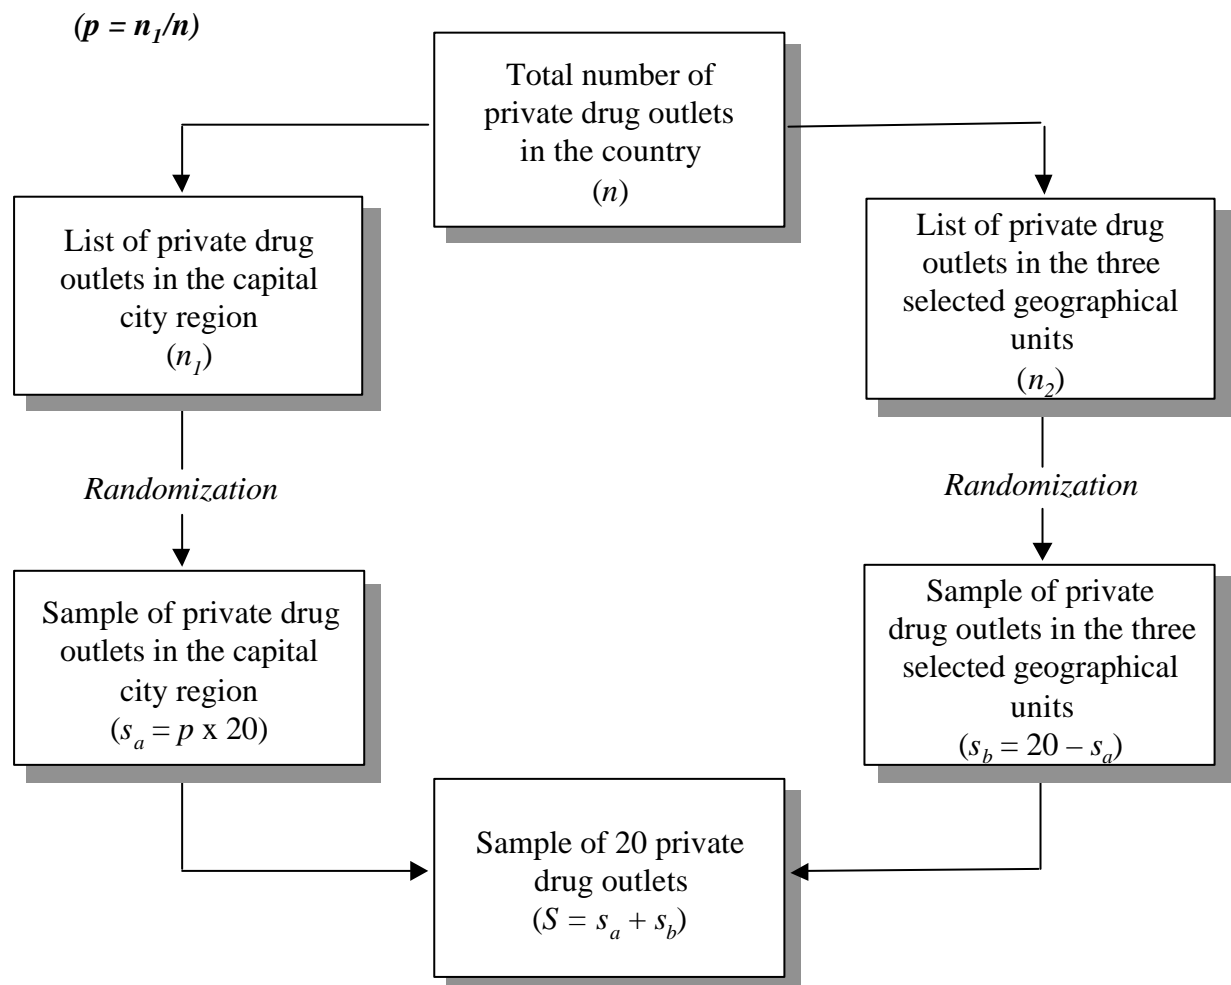 (p = n₁/n)
Total number of
private drug outlets
in the country
(n)
List of private drug
outlets in the capital
city region
(n₁)
List of private drug
outlets in the three
selected geographical
units
(n₂)
Randomization
Randomization
Sample of private drug
outlets in the capital
city region
(sₐ = p x 20)
Sample of private
drug outlets in the three
selected geographical
units
(s_b = 20 – sₐ)
Sample of 20 private
drug outlets
(S = sₐ + s_b)